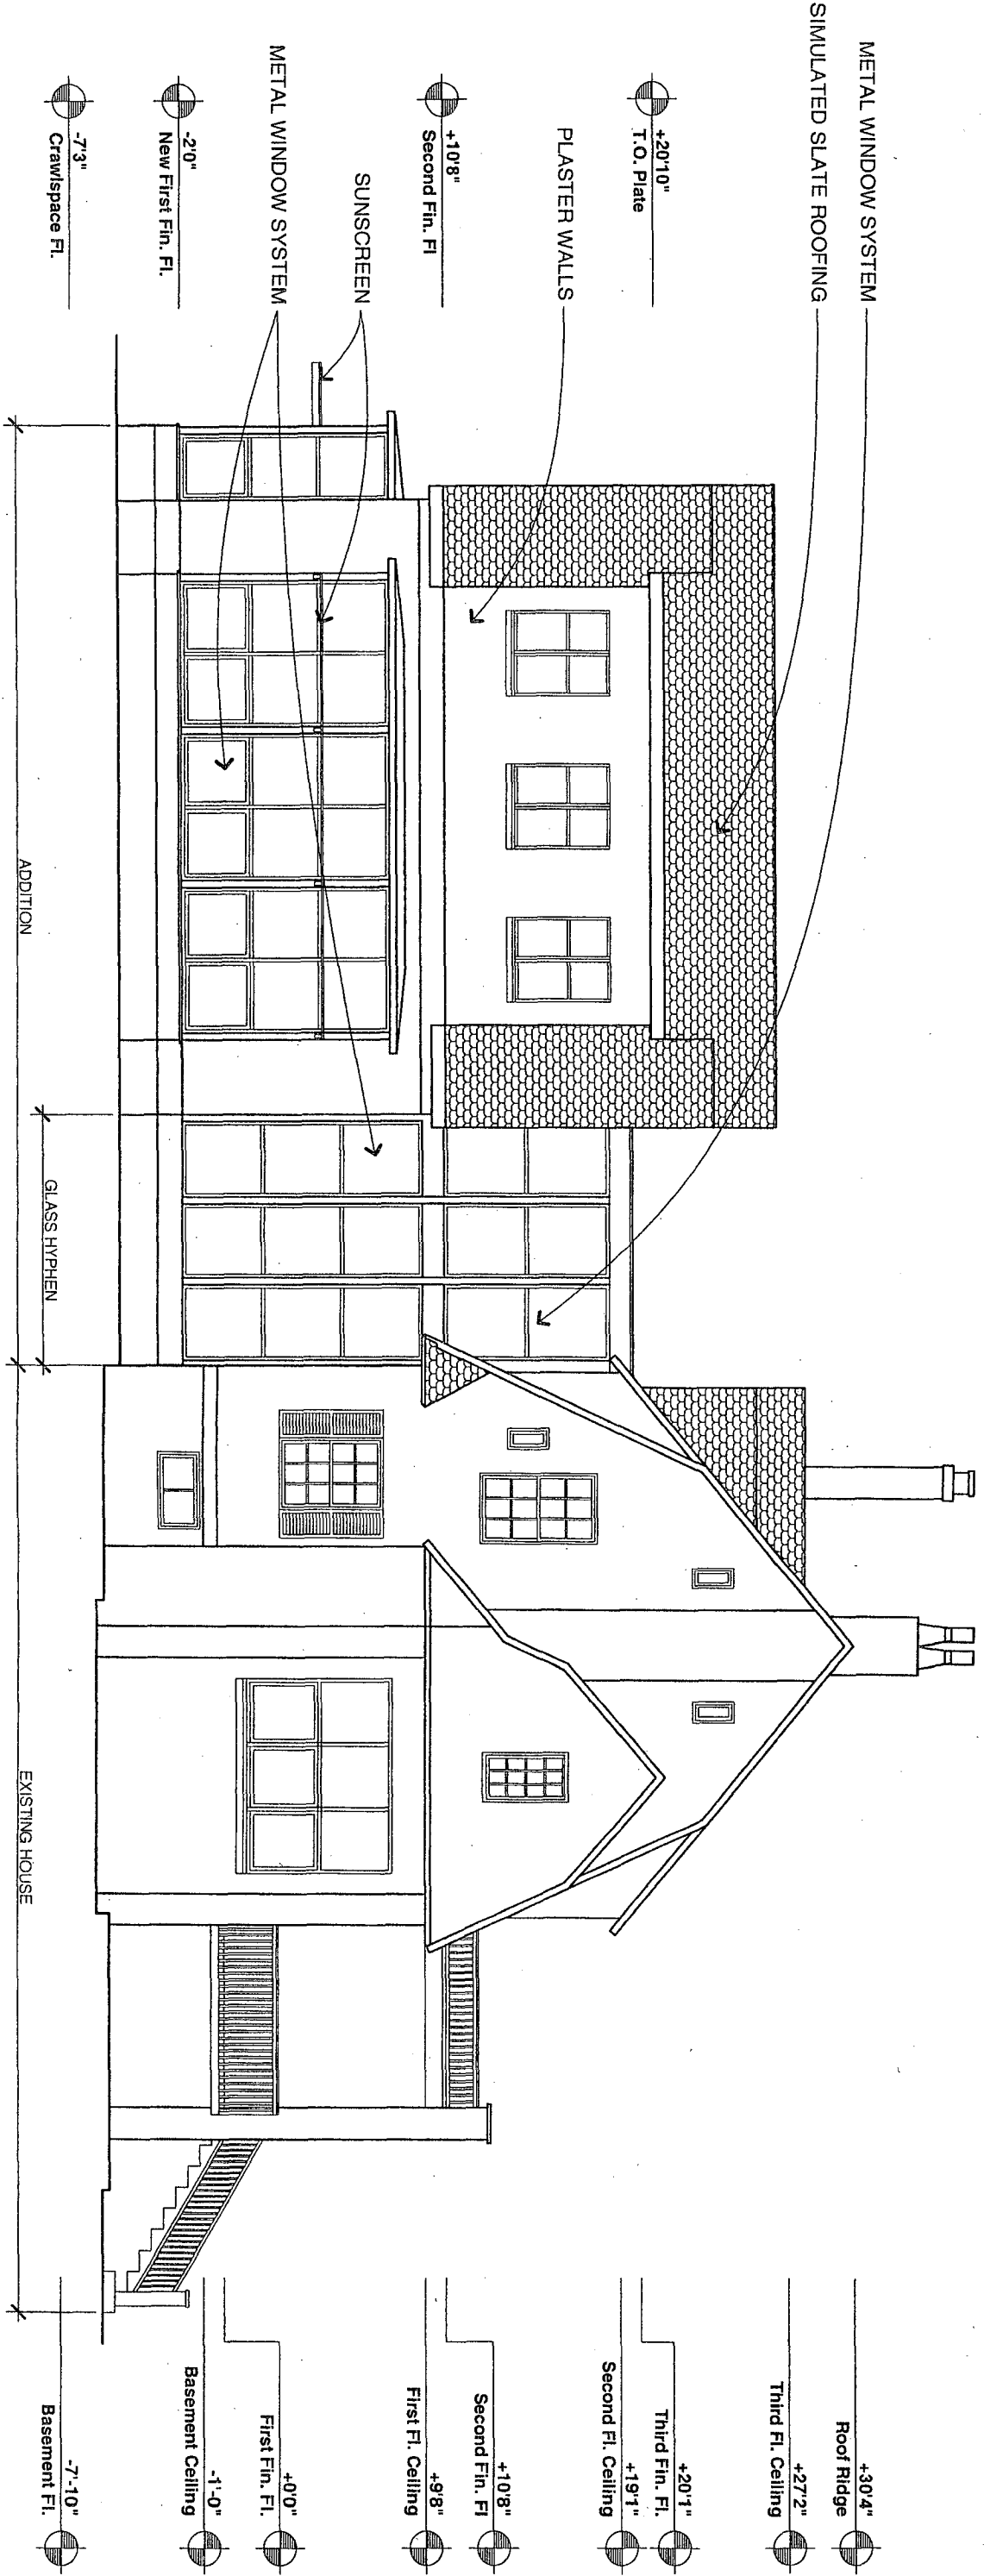 METAL WINDOW SYSTEM
SIMULATED SLATE ROOFING
+20'10"
T.O. Plate
PLASTER WALLS
+10'8"
Second Fin. Fl
SUNSCREEN
METAL WINDOW SYSTEM
-2'0"
New First Fin. Fl.
-7'3"
Crawlspace Fl.
ADDITION
GLASS HYPHEN
EXISTING HOUSE
+30'4"
Roof Ridge
+27'2"
Third Fl. Ceiling
+20'1"
Third Fin. Fl.
+19'1"
Second Fl. Ceiling
+10'8"
Second Fin. Fl
+9'8"
First Fl. Ceiling
+0'0"
First Fin. Fl.
-1'-0"
Basement Ceiling
-7'-10"
Basement Fl.